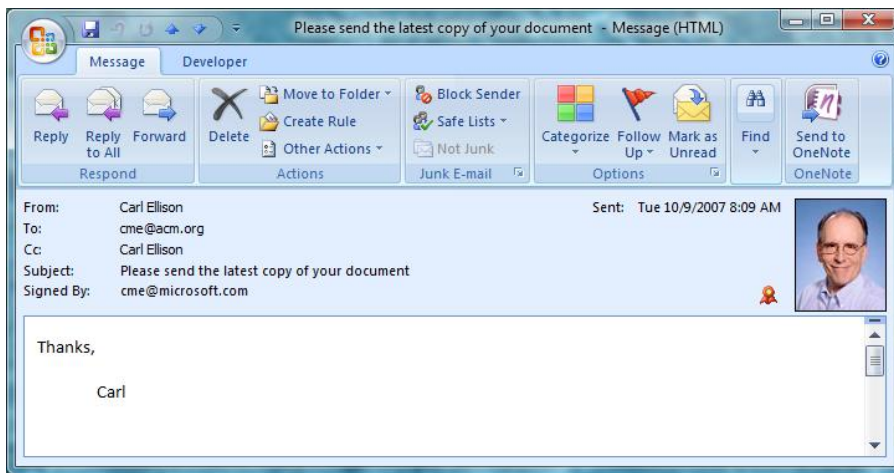 Please send the latest copy of your document - Message (HTML)
Message Developer
Reply Reply to All Forward
Respond
Delete Move to Folder
Create Rule
Other Actions
Actions
Block Sender
Safe Lists
Not Junk
Junk E-mail
Categorize Follow Up Mark as Unread
Options
Find
Send to OneNote
OneNote
From: Carl Ellison Sent: Tue 10/9/2007 8:09 AM
To: cme@acm.org
Cc: Carl Ellison
Subject: Please send the latest copy of your document
Signed By: cme@microsoft.com
Thanks,
Carl